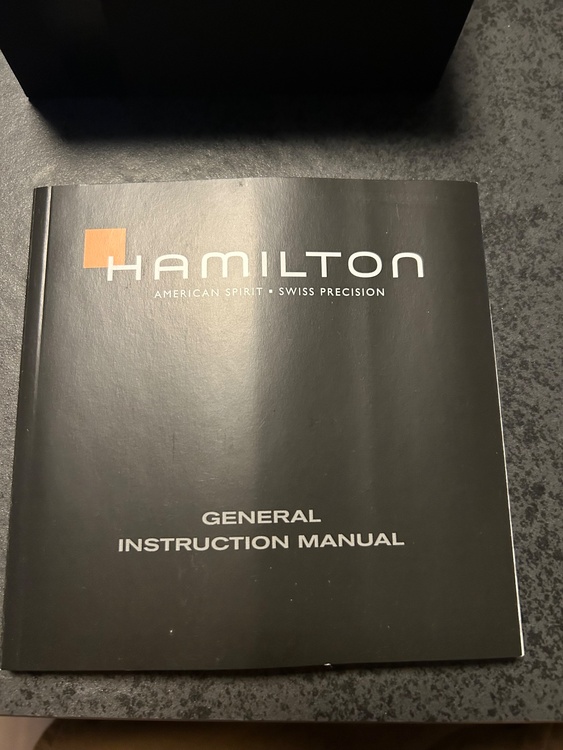 HAMILTON
AMERICAN SPIRIT ▪ SWISS PRECISION
GENERAL
INSTRUCTION MANUAL